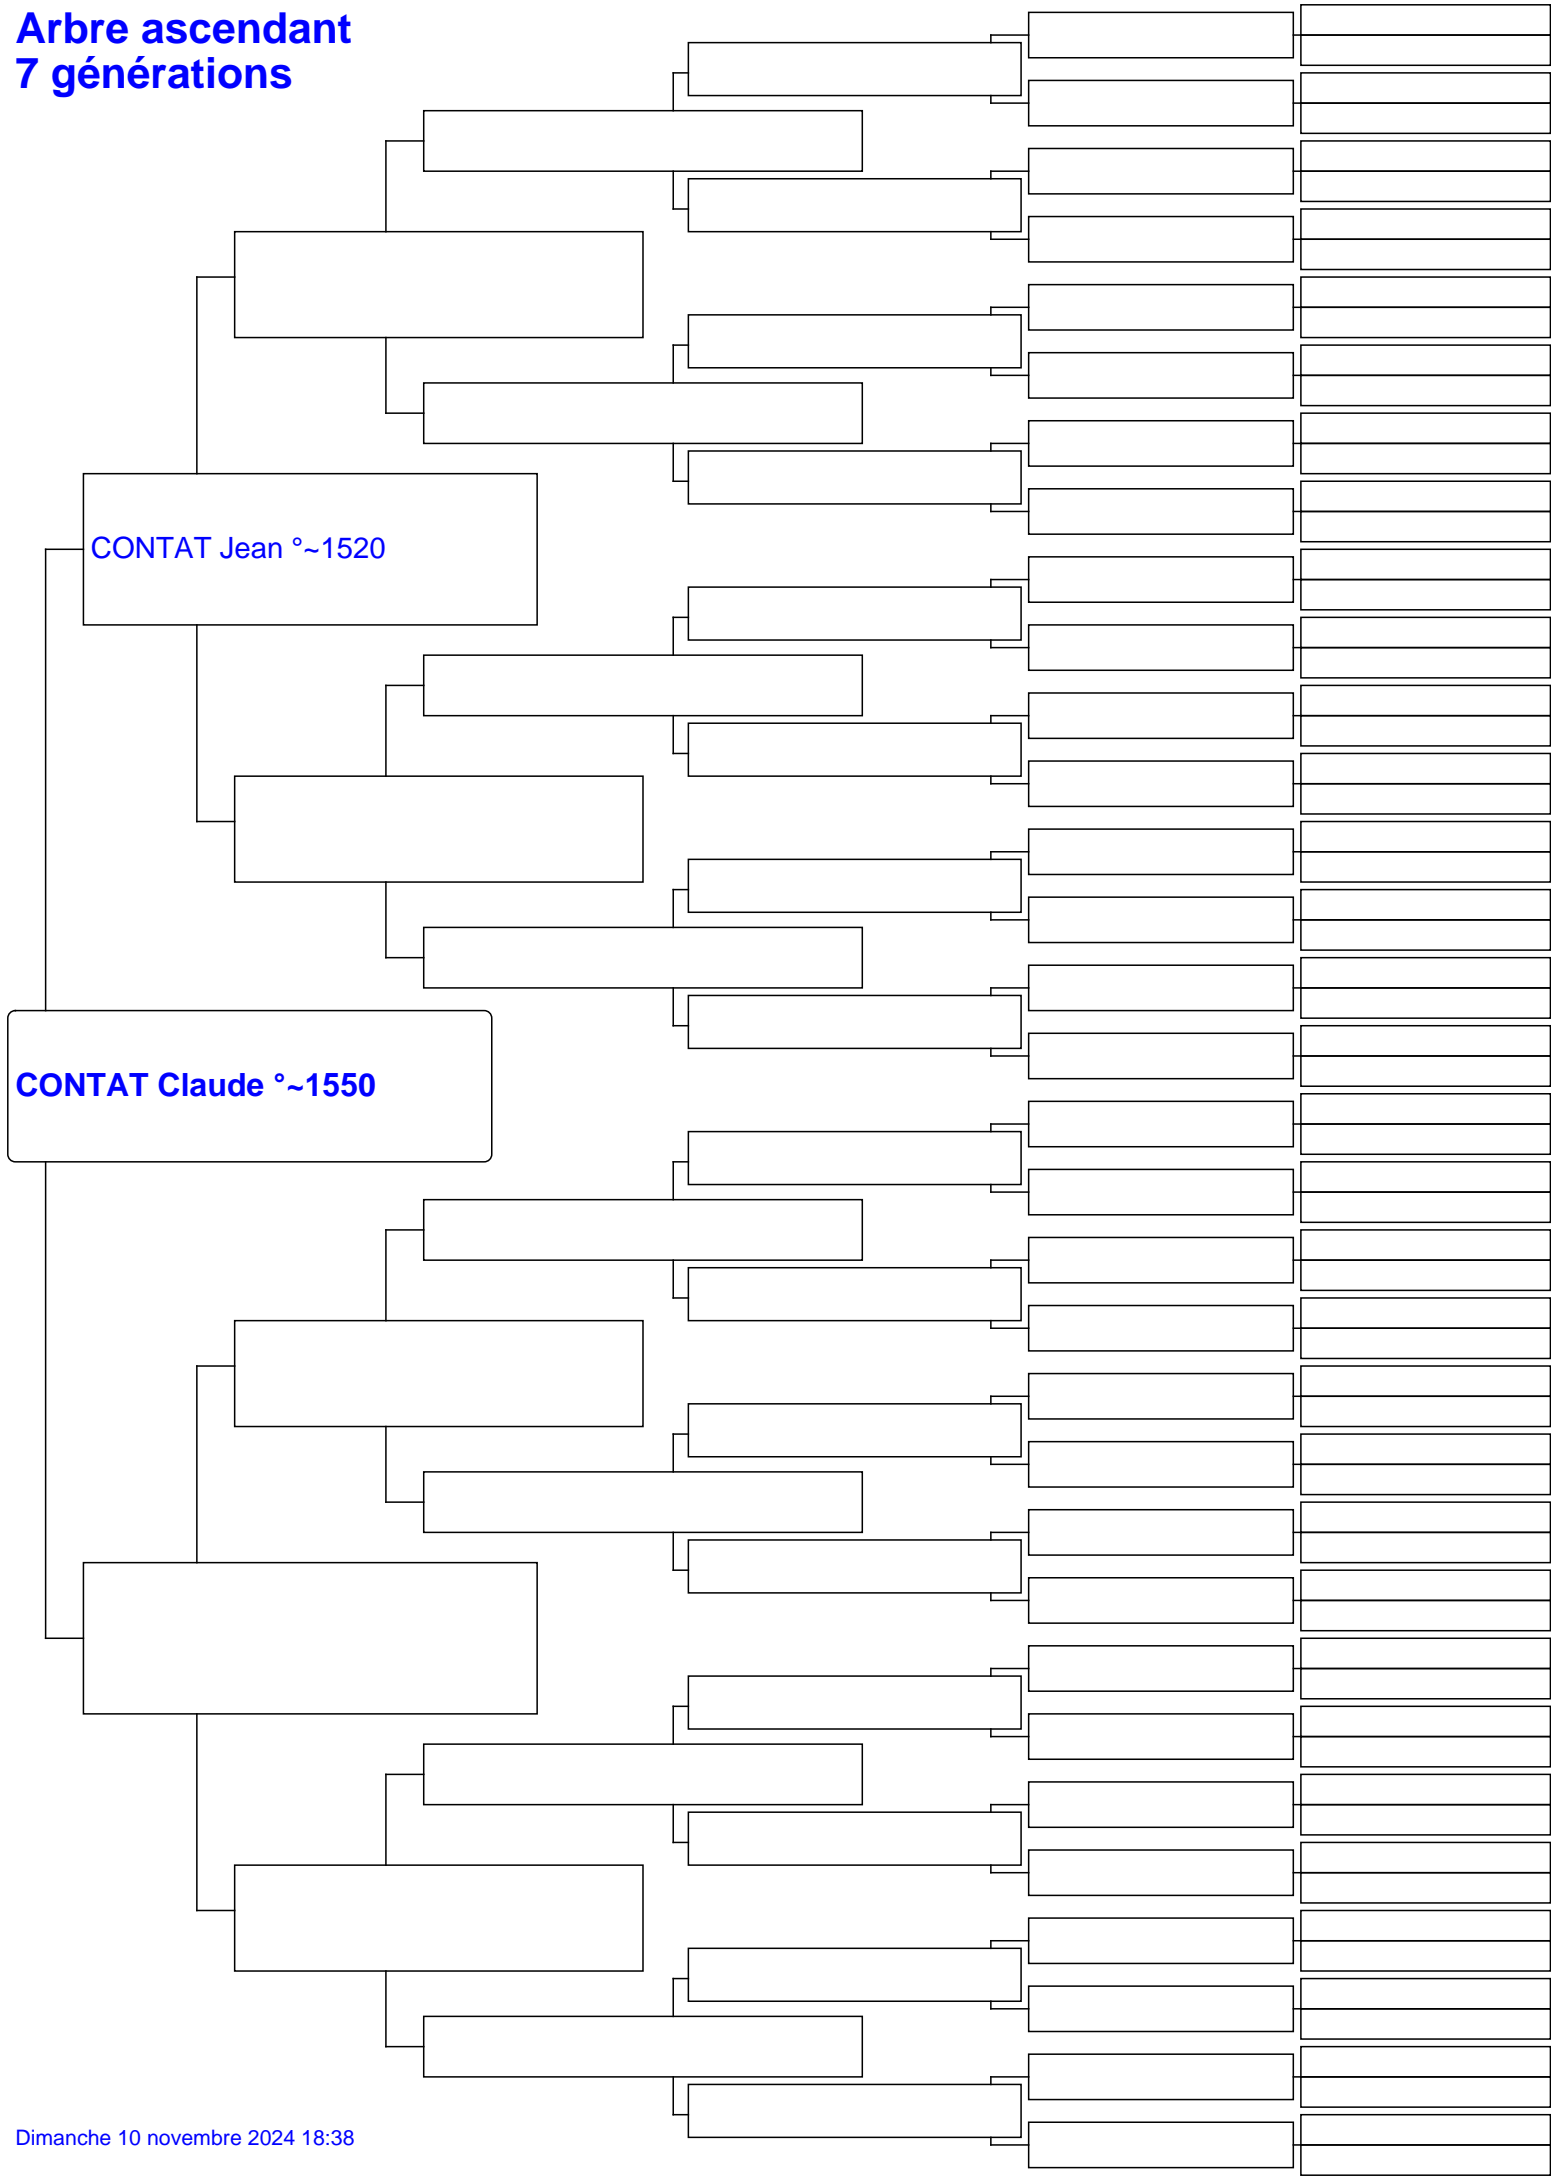 Arbre ascendant
7 générations
CONTAT Jean °~1520
CONTAT Claude °~1550
Dimanche 10 novembre 2024 18:38